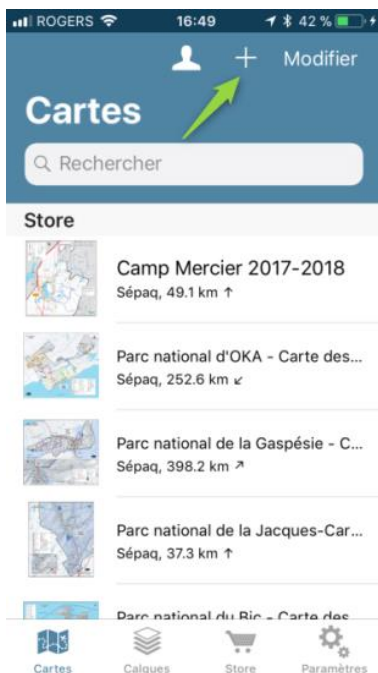 ROGERS 16:49 42 %
Modifier
Cartes
Rechercher
Store
Camp Mercier 2017-2018
Sépaq, 49.1 km ↑
Parc national d'OKA - Carte des...
Sépaq, 252.6 km ↙
Parc national de la Gaspésie - C...
Sépaq, 398.2 km ↗
Parc national de la Jacques-Car...
Sépaq, 37.3 km ↑
Parc national du Bic - Carte des
Cartes Calques Store Paramètres